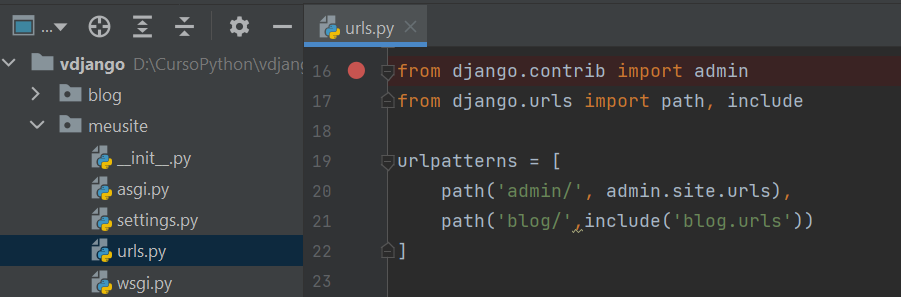 ...
vdjango D:\CursoPython\vdjang
blog
meusite
__init__.py
asgi.py
settings.py
urls.py
wsgi.py
urls.py
16 from django.contrib import admin
17 from django.urls import path, include
18
19 urlpatterns = [
20 path('admin/', admin.site.urls),
21 path('blog/',include('blog.urls'))
22 ]
23